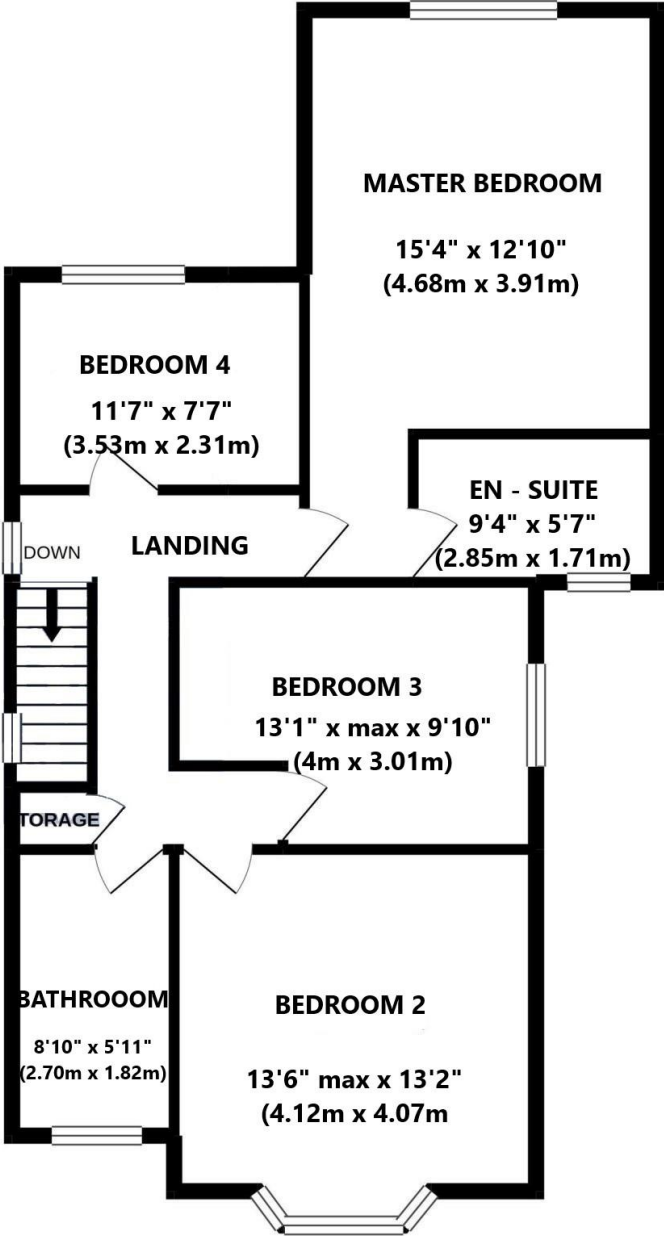 MASTER BEDROOM
15'4" x 12'10"
(4.68m x 3.91m)
BEDROOM 4
11'7" x 7'7"
(3.53m x 2.31m)
EN - SUITE
9'4" x 5'7"
(2.85m x 1.71m)
DOWN
LANDING
BEDROOM 3
13'1" x max x 9'10"
(4m x 3.01m)
TORAGE
BATHROOOM
8'10" x 5'11"
(2.70m x 1.82m)
BEDROOM 2
13'6" max x 13'2"
(4.12m x 4.07m